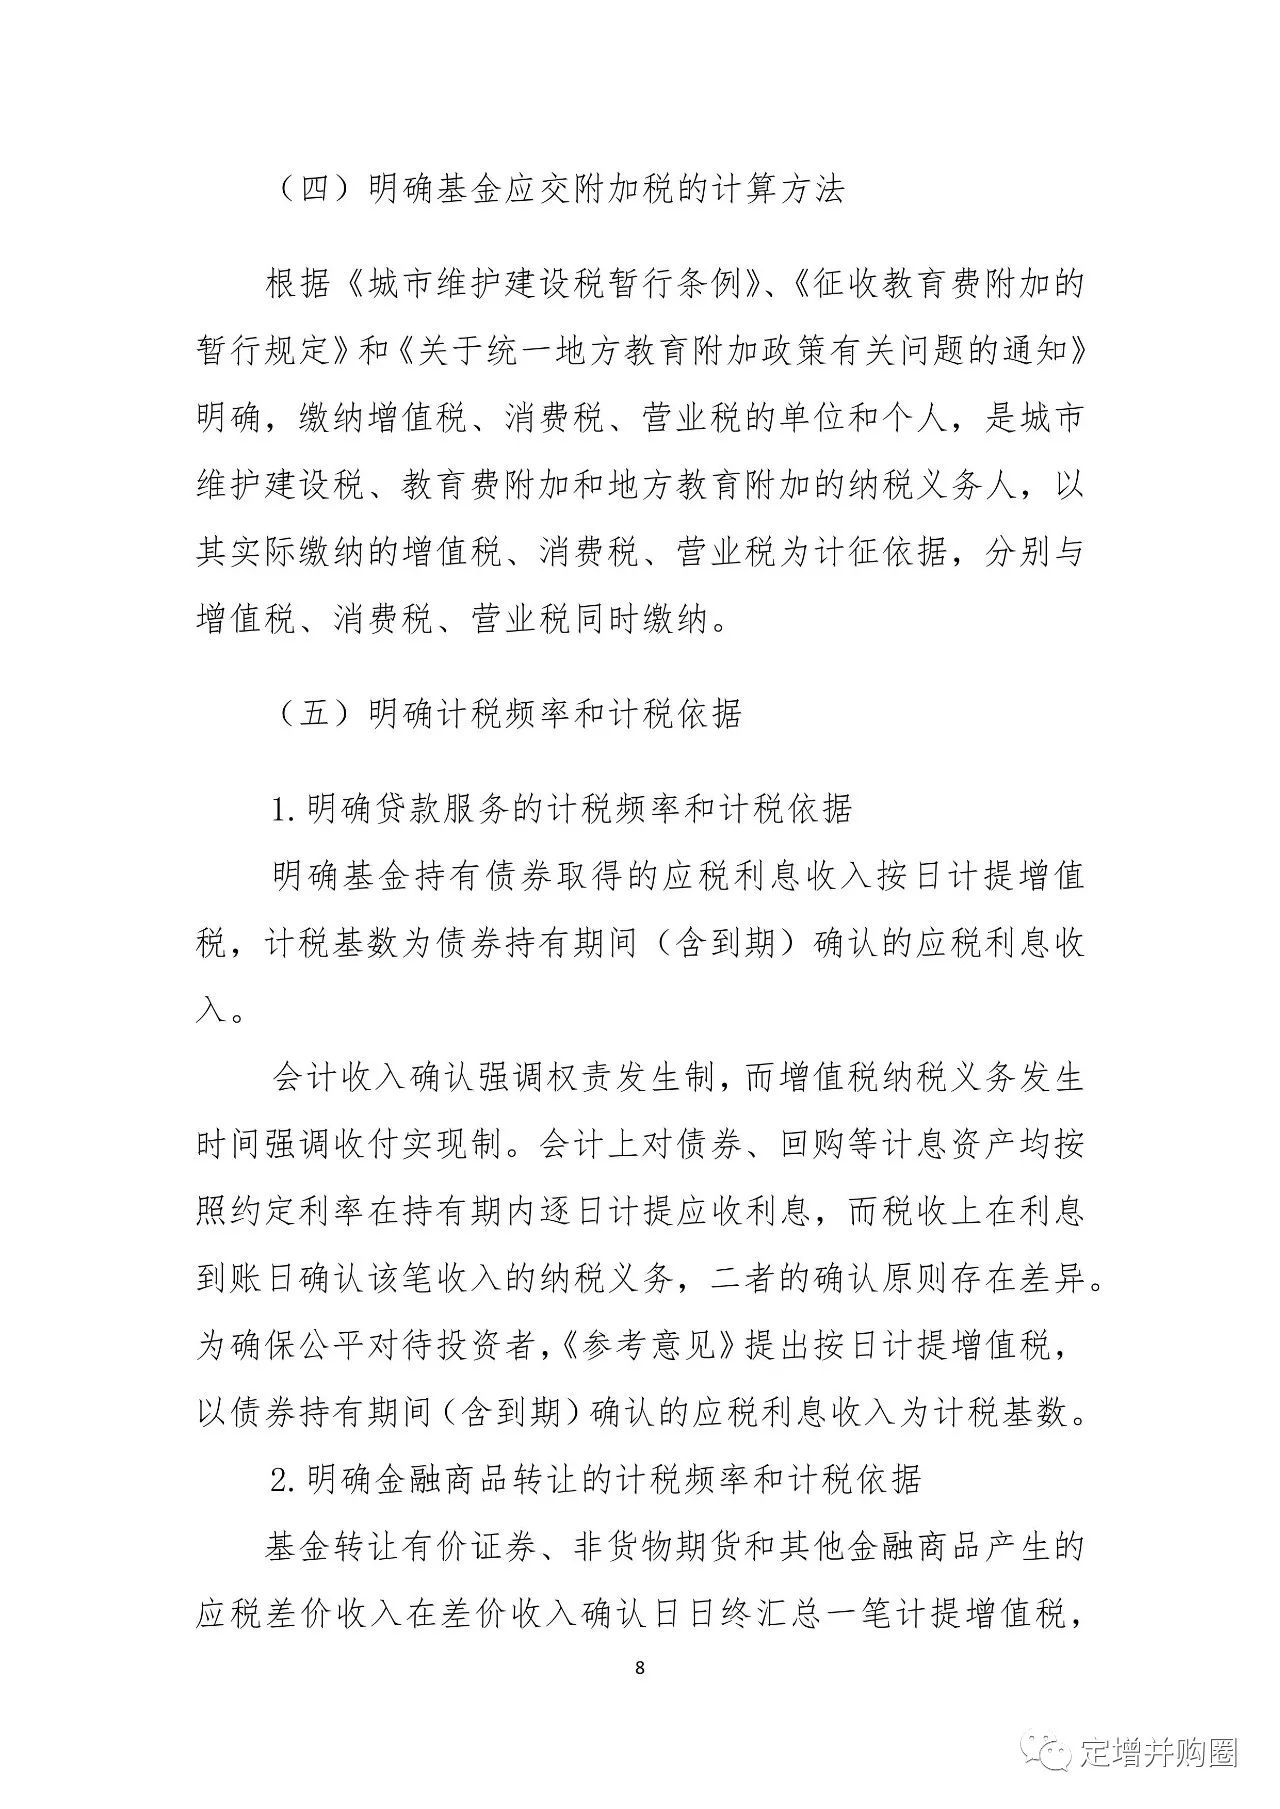 （四）明确基金应交附加税的计算方法
根据《城市维护建设税暂行条例》、《征收教育费附加的
暂行规定》和《关于统一地方教育附加政策有关问题的通知》
明确，缴纳增值税、消费税、营业税的单位和个人，是城市
维护建设税、教育费附加和地方教育附加的纳税义务人，以
其实际缴纳的增值税、消费税、营业税为计征依据，分别与
增值税、消费税、营业税同时缴纳。
（五）明确计税频率和计税依据
1.明确贷款服务的计税频率和计税依据
明确基金持有债券取得的应税利息收入按日计提增值
税，计税基数为债券持有期间（含到期）确认的应税利息收
入。
会计收入确认强调权责发生制，而增值税纳税义务发生
时间强调收付实现制。会计上对债券、回购等计息资产均按
照约定利率在持有期内逐日计提应收利息，而税收上在利息
到账日确认该笔收入的纳税义务，二者的确认原则存在差异。
为确保公平对待投资者，《参考意见》提出按日计提增值税，
以债券持有期间（含到期）确认的应税利息收入为计税基数。
2.明确金融商品转让的计税频率和计税依据
基金转让有价证券、非货物期货和其他金融商品产生的
应税差价收入在差价收入确认日日终汇总一笔计提增值税，
8
定增并购圈